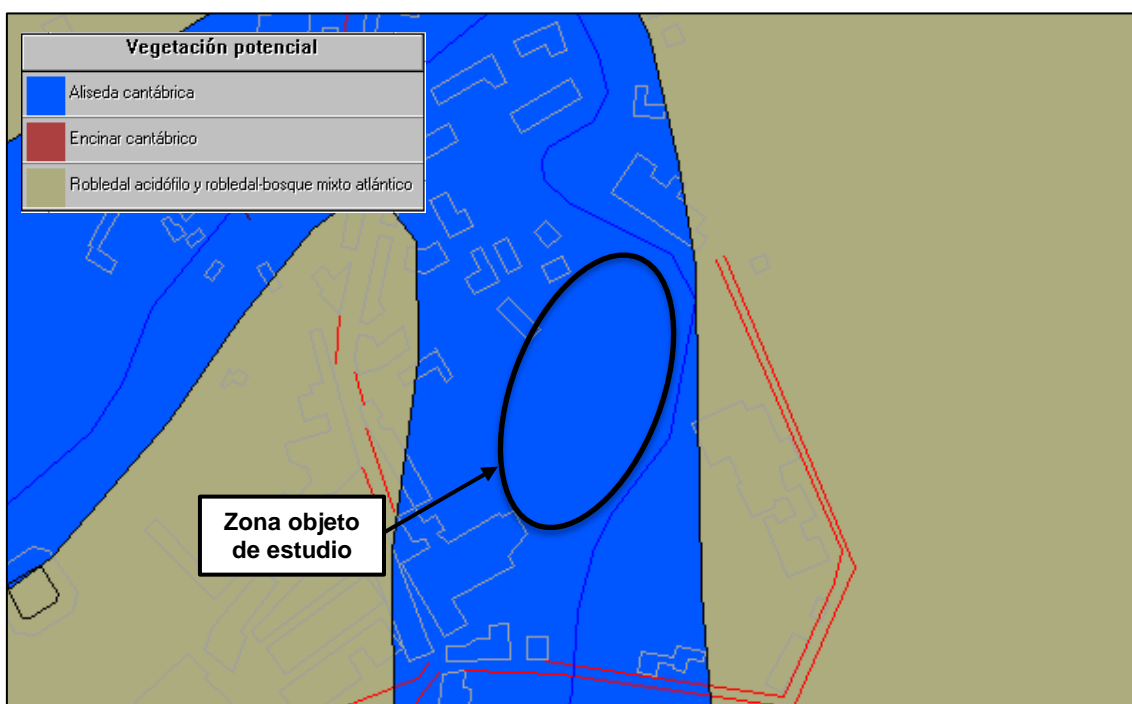 Vegetación potencial
Aliseda cantábrica
Encinar cantábrico
Robledal acidófilo y robledal-bosque mixto atlántico
Zona objeto
de estudio